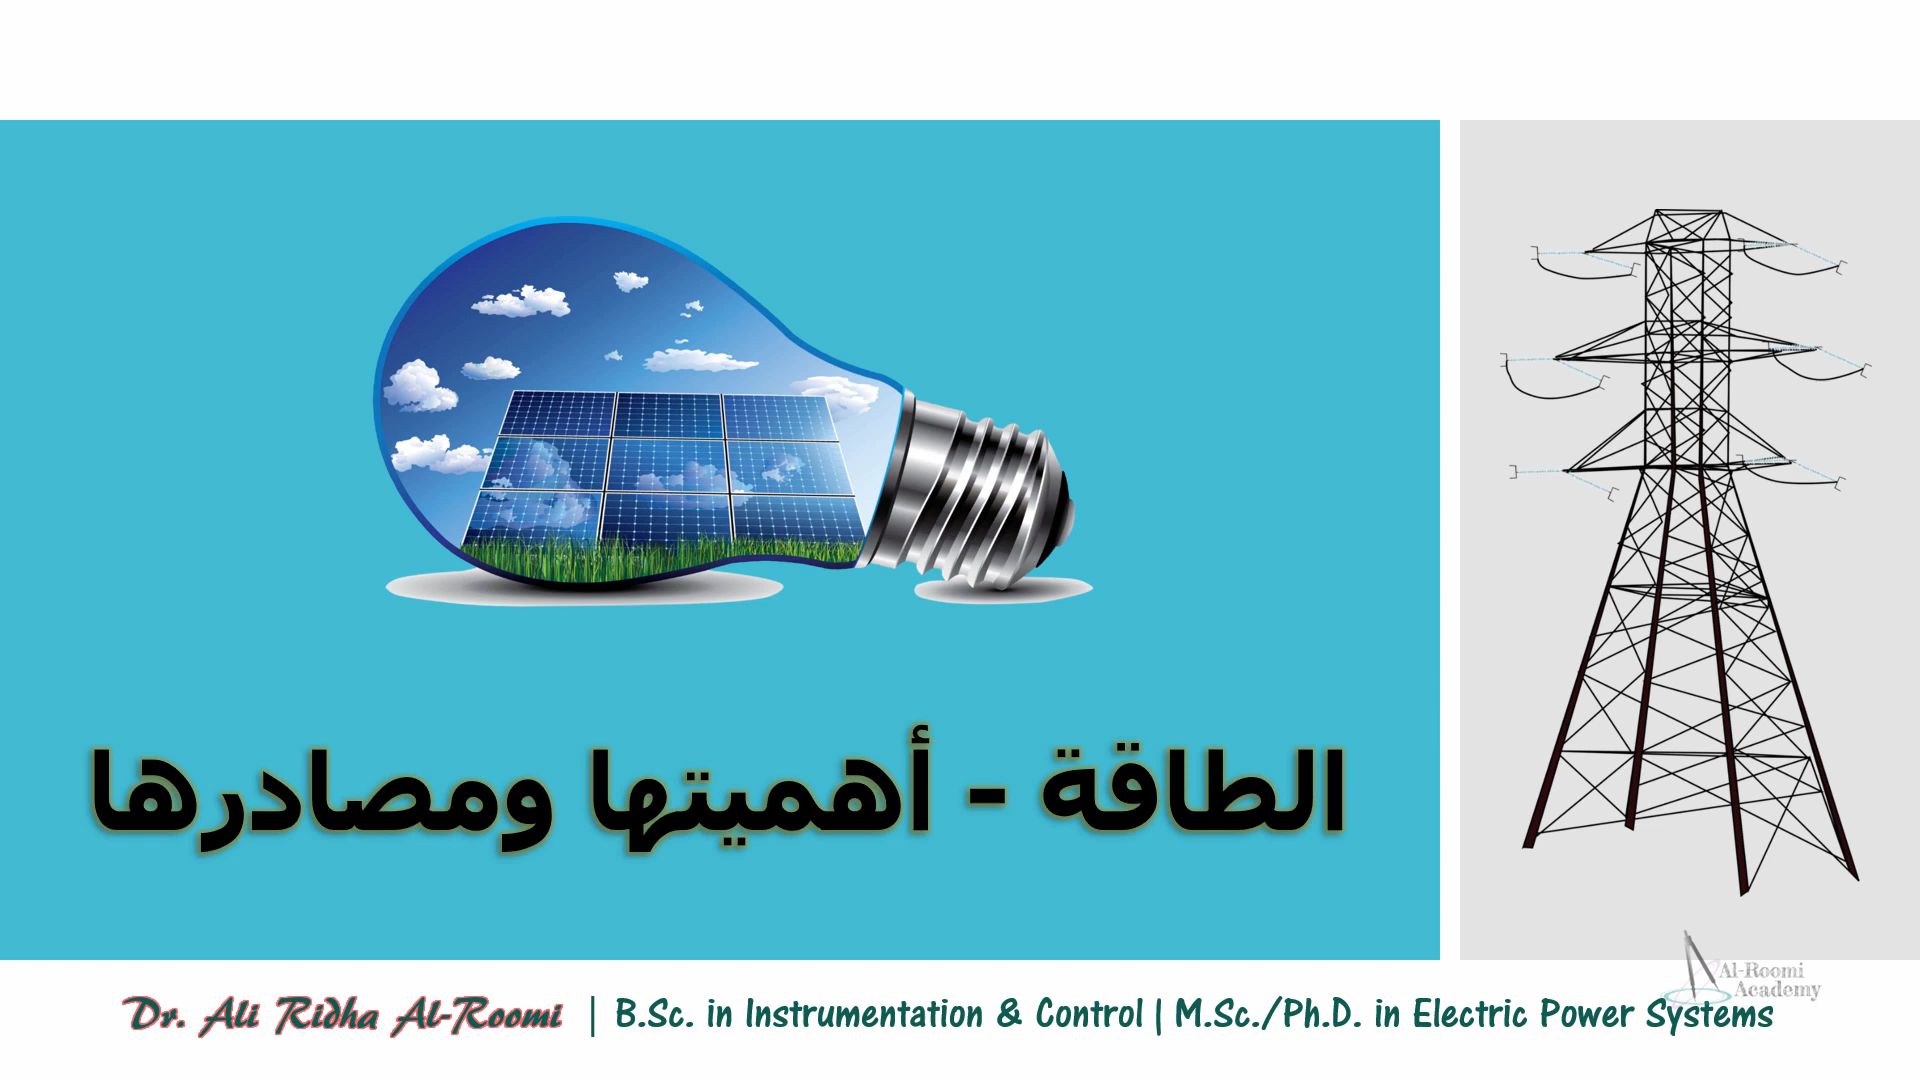 الطاقة - أهميتها ومصادرها
Al-Roomi
Academy
Dr. Ali Ridha Al-Roomi | B.Sc. in Instrumentation & Control | M.Sc./Ph.D. in Electric Power Systems